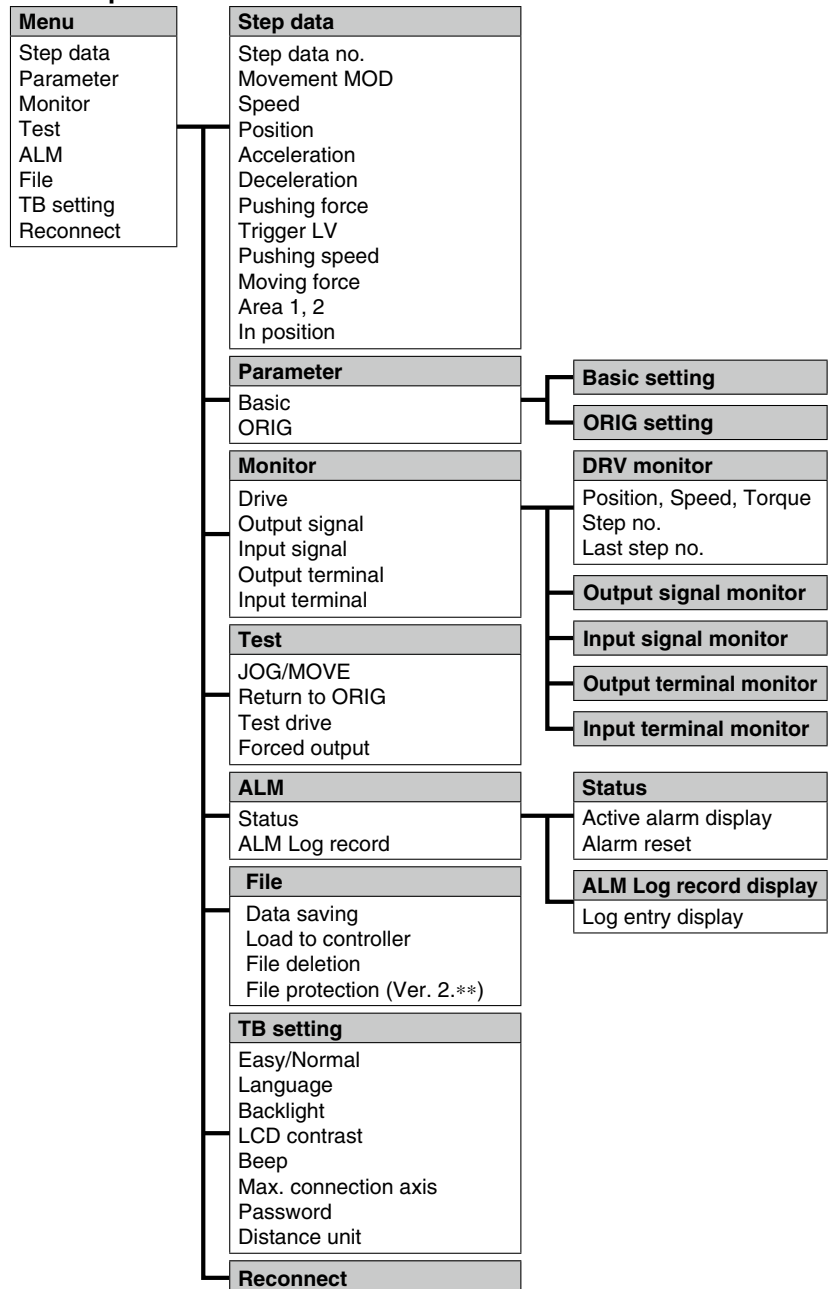 Menu
Step data
Parameter
Monitor
Test
ALM
File
TB setting
Reconnect
Step data
Step data no.
Movement MOD
Speed
Position
Acceleration
Deceleration
Pushing force
Trigger LV
Pushing speed
Moving force
Area 1, 2
In position
Parameter
Basic
ORIG
Basic setting
ORIG setting
Monitor
Drive
Output signal
Input signal
Output terminal
Input terminal
DRV monitor
Position, Speed, Torque
Step no.
Last step no.
Output signal monitor
Input signal monitor
Output terminal monitor
Input terminal monitor
Test
JOG/MOVE
Return to ORIG
Test drive
Forced output
ALM
Status
ALM Log record
Status
Active alarm display
Alarm reset
ALM Log record display
Log entry display
File
Data saving
Load to controller
File deletion
File protection (Ver. 2.**)
TB setting
Easy/Normal
Language
Backlight
LCD contrast
Beep
Max. connection axis
Password
Distance unit
Reconnect